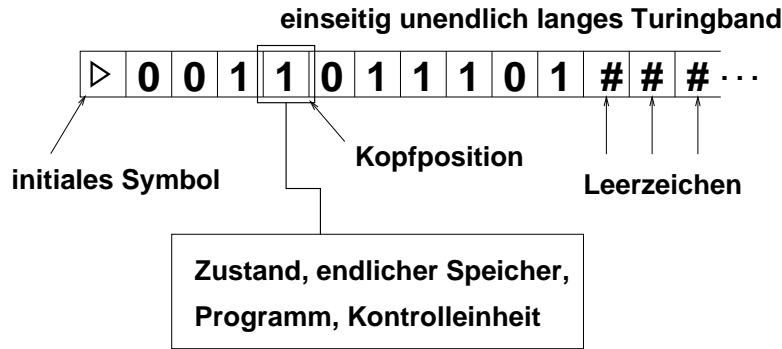 einseitig unendlich langes Turingband
▷ 0 0 1 1 0 1 1 1 0 1 # # # ...
Kopfposition
initiales Symbol
Leerzeichen
Zustand, endlicher Speicher,
Programm, Kontrolleinheit